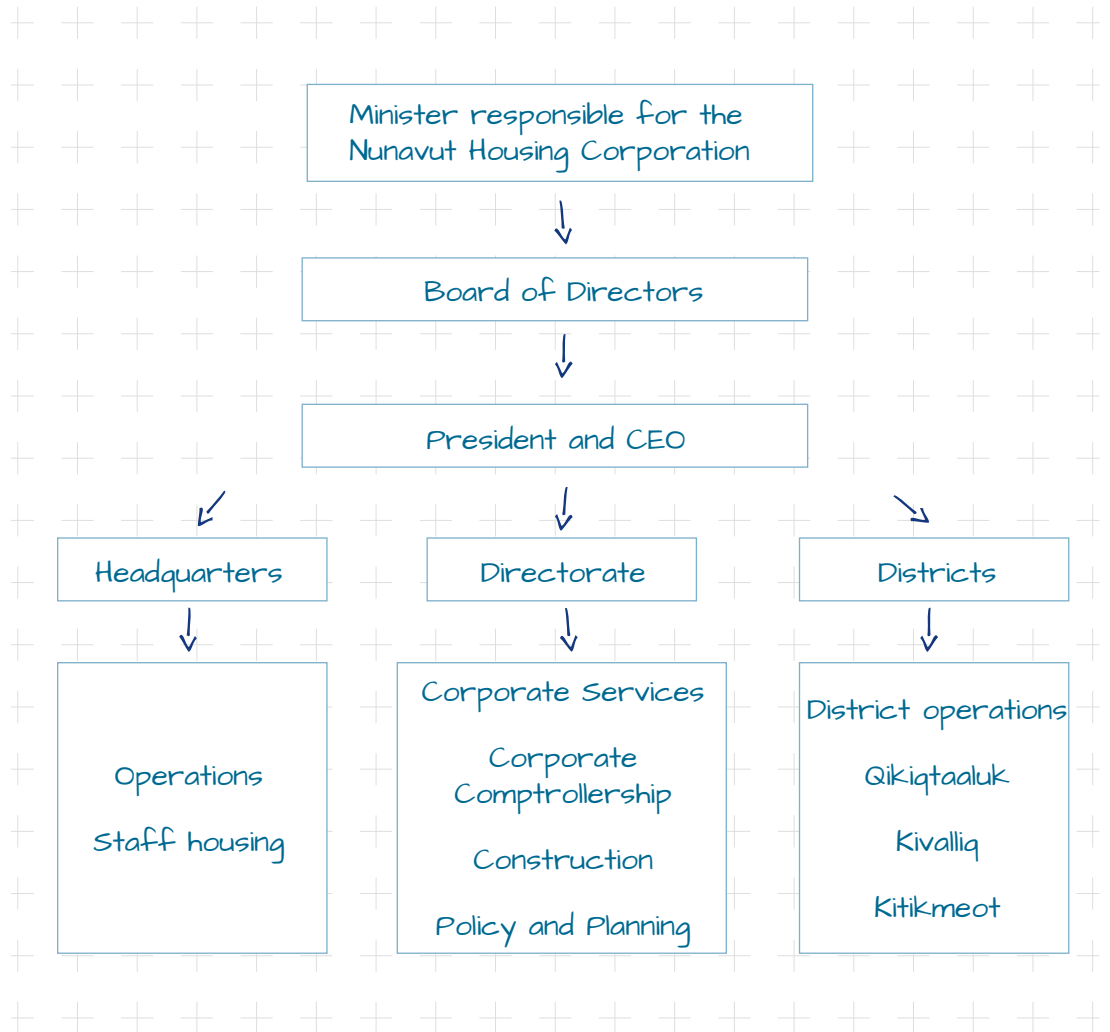 Minister responsible for the
Nunavut Housing Corporation
Board of Directors
President and CEO
Headquarters
Directorate
Districts
Operations
Staff housing
Corporate Services
Corporate
Comptrollership
Construction
Policy and Planning
District operations
Qikiqtaaluk
Kivalliq
Kitikmeot